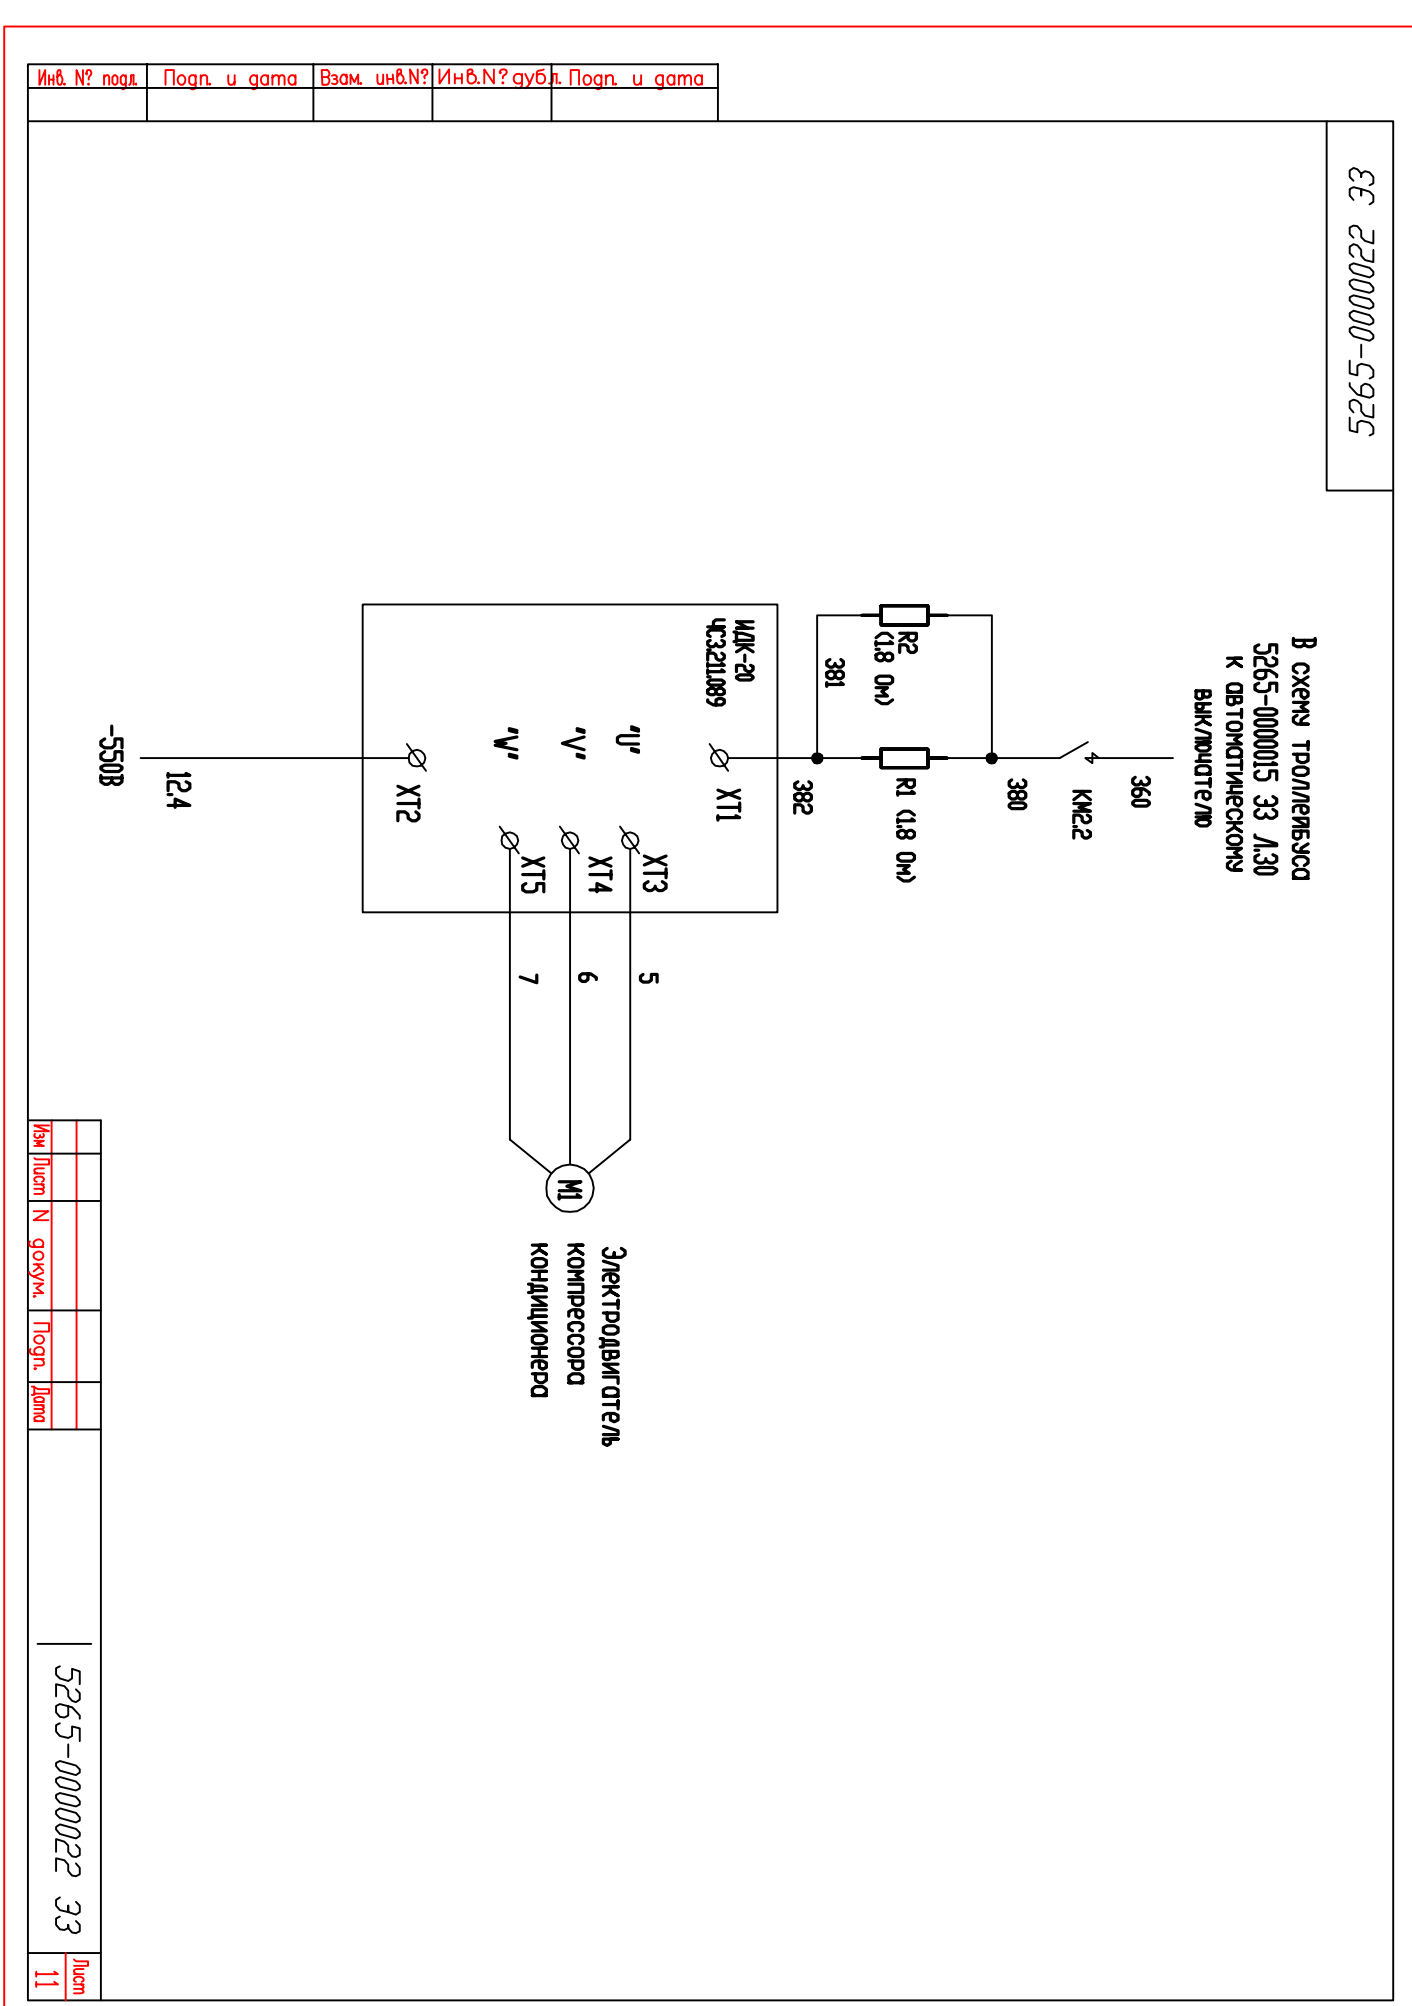 5265-0000022 ЭЗ
В схему троллейбуса
5265-0000015 ЭЗ Л.30
к автоматическому
выключателю
360
КМ2.2
380
R2
(1.8 Ом)
R1 (1.8 Ом)
381
382
ИДК-20
ЧС3.211.089
XT1
"U"
"V"
"W"
XT3
XT4
XT5
XT2
5
6
7
М1
Электродвигатель
компрессора
кондиционера
12.4
-550В
Инв. N? подл.
Подп. и дата
Взам. инв.N?
Инв.N? дубл.
Подп. и дата
Изм
Лист
N докум.
Подп.
Дата
5265-0000022 ЭЗ
Лист
11